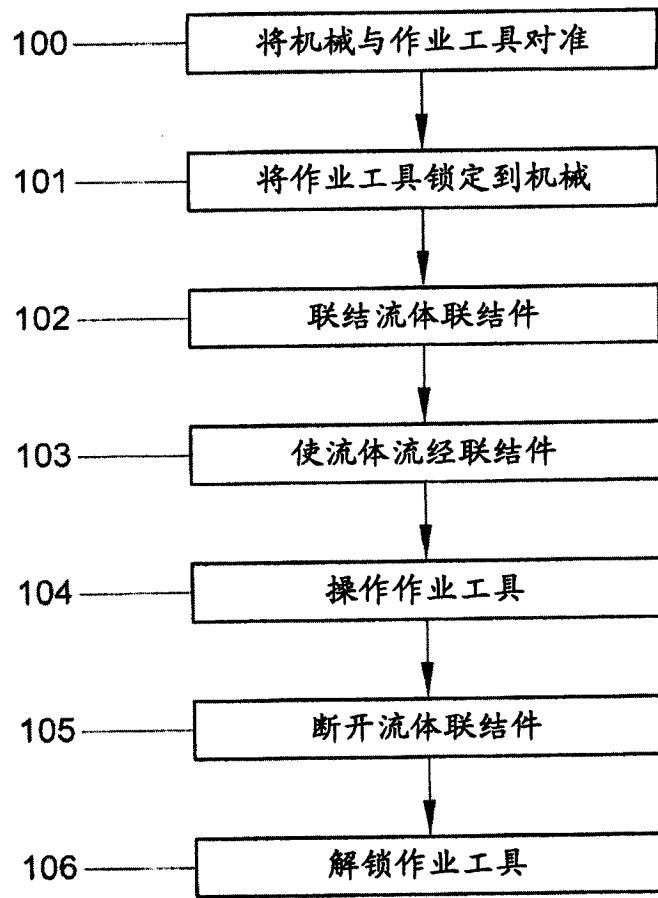 100 将机械与作业工具对准
101 将作业工具锁定到机械
102 联结流体联结件
103 使流体流经联结件
104 操作作业工具
105 断开流体联结件
106 解锁作业工具